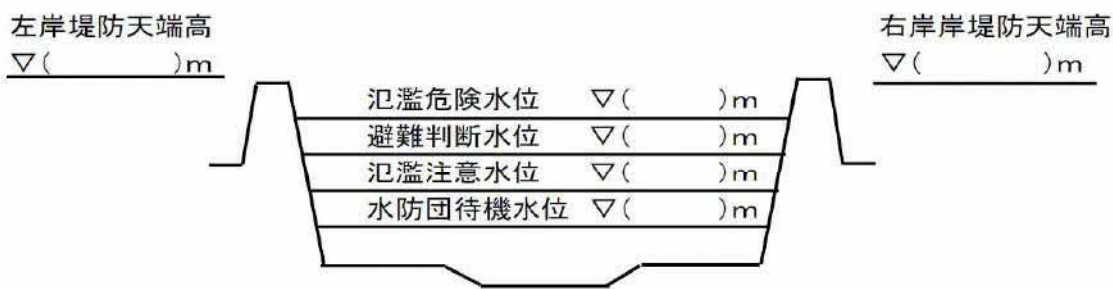 左岸堤防天端高
▽(　　　　)m
右岸岸堤防天端高
▽(　　　　)m
氾濫危険水位　▽(　　　)m
避難判断水位　▽(　　　)m
氾濫注意水位　▽(　　　)m
水防団待機水位　▽(　　　)m